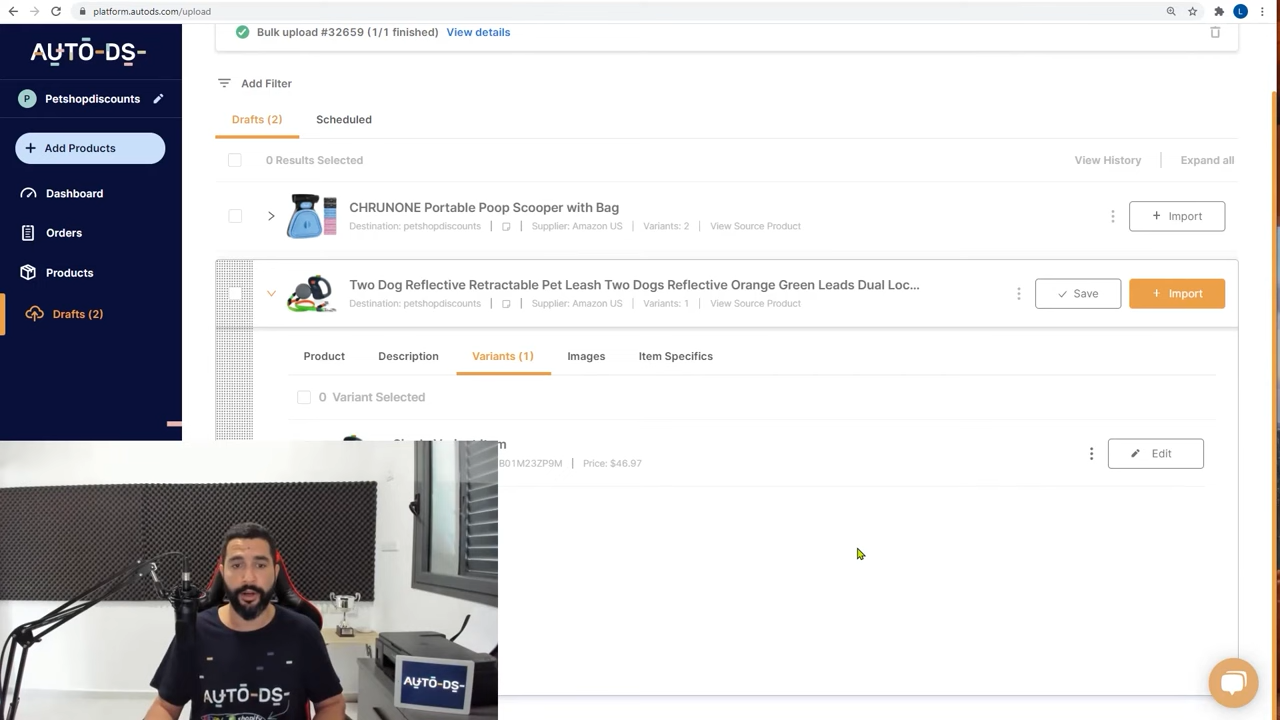 platform.autods.com/upload
L
AUTO-DS-
Bulk upload #32659 (1/1 finished) View details
P Petshopdiscounts
Add Filter
Drafts (2) Scheduled
+ Add Products
0 Results Selected View History | Expand all
Dashboard
CHRUNONE Portable Poop Scooper with Bag
Destination: petshopdiscounts | Supplier: Amazon US | Variants: 2 View Source Product
+ Import
Orders
Products
Two Dog Reflective Retractable Pet Leash Two Dogs Reflective Orange Green Leads Dual Loc...
Destination: petshopdiscounts | Supplier: Amazon US | Variants: 1 View Source Product
Save + Import
Drafts (2)
Product Description Variants (1) Images Item Specifics
0 Variant Selected
B01M23ZP9M | Price: $46.97
Edit
AUTO-DS-
AUTO-DS-